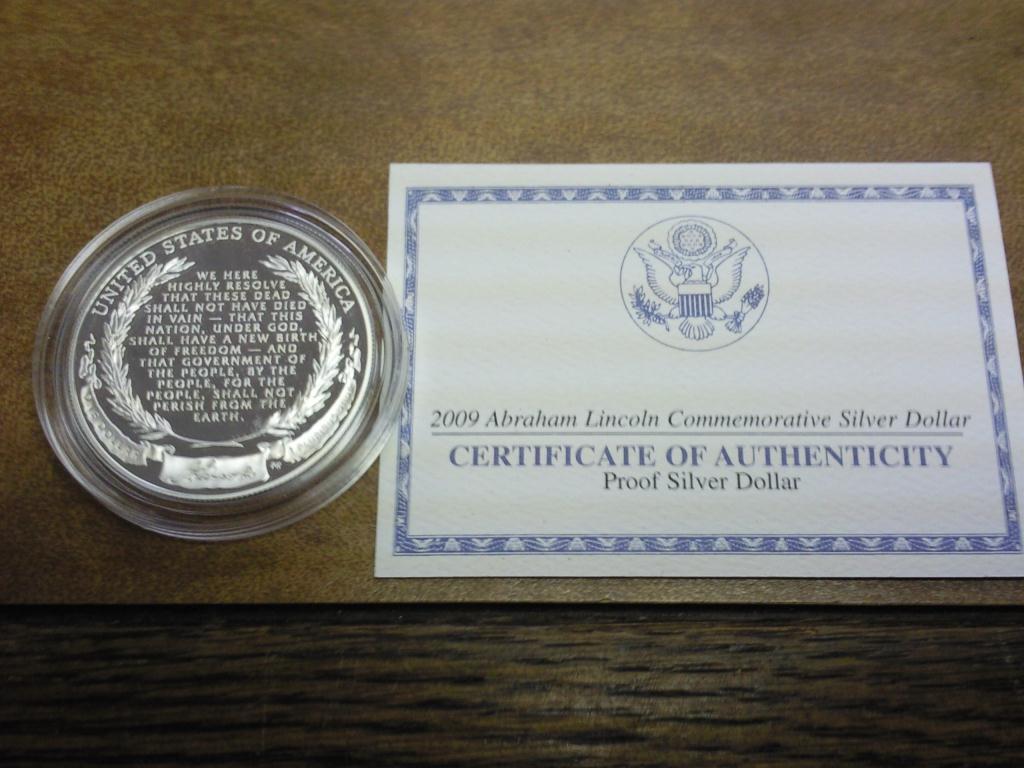 UNITED STATES OF AMERICA
WE HERE
HIGHLY RESOLVE
THAT THESE DEAD
SHALL NOT HAVE DIED
IN VAIN — THAT THIS
NATION, UNDER GOD,
SHALL HAVE A NEW BIRTH
OF FREEDOM — AND
THAT GOVERNMENT OF
THE PEOPLE, BY THE
PEOPLE, FOR THE
PEOPLE, SHALL NOT
PERISH FROM THE
EARTH.
2009 Abraham Lincoln Commemorative Silver Dollar
CERTIFICATE OF AUTHENTICITY
Proof Silver Dollar